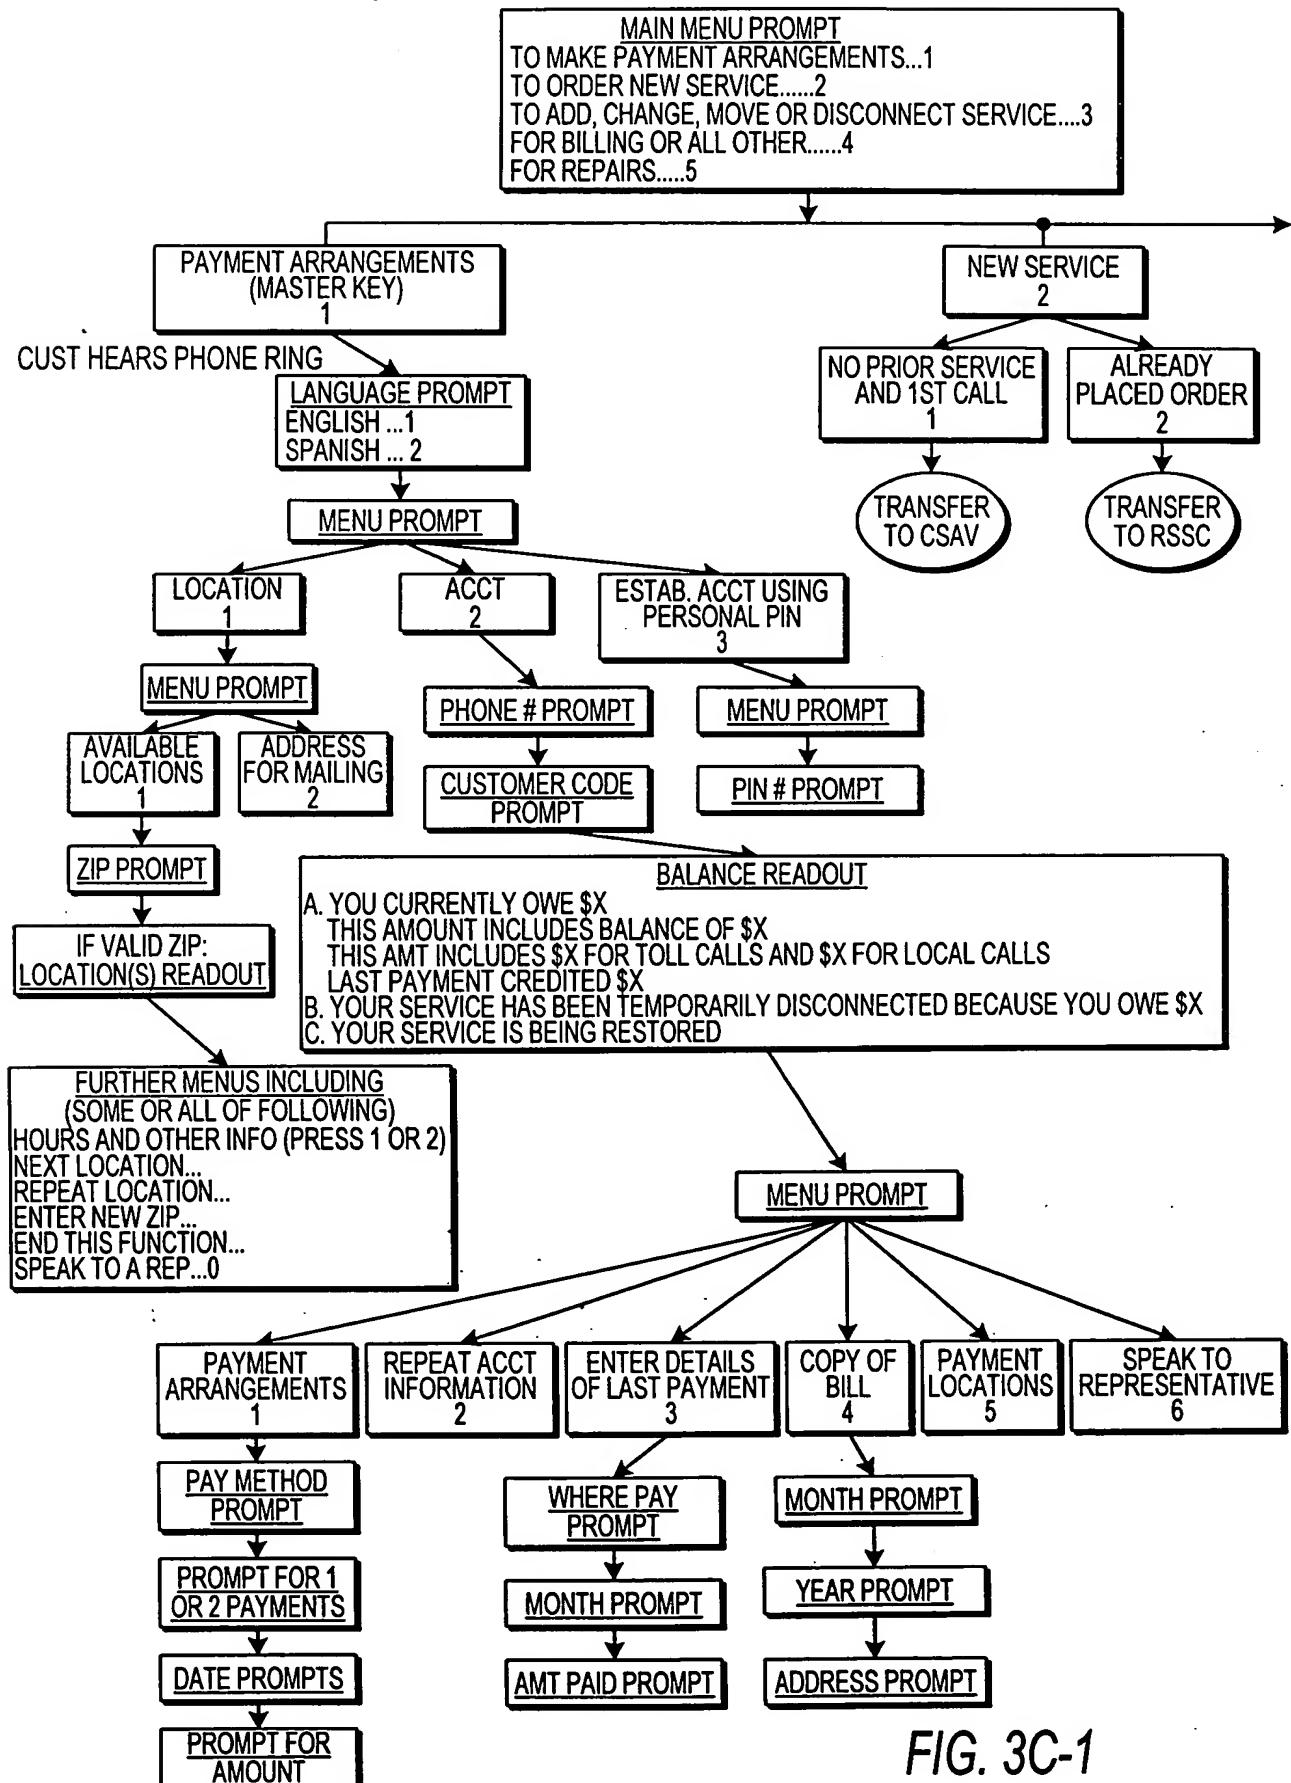 MAIN MENU PROMPT
TO MAKE PAYMENT ARRANGEMENTS...1
TO ORDER NEW SERVICE......2
TO ADD, CHANGE, MOVE OR DISCONNECT SERVICE....3
FOR BILLING OR ALL OTHER......4
FOR REPAIRS.....5
PAYMENT ARRANGEMENTS
(MASTER KEY)
1
NEW SERVICE
2
CUST HEARS PHONE RING
LANGUAGE PROMPT
ENGLISH ...1
SPANISH ... 2
NO PRIOR SERVICE
AND 1ST CALL
1
ALREADY
PLACED ORDER
2
TRANSFER
TO CSAV
TRANSFER
TO RSSC
MENU PROMPT
LOCATION
1
ACCT
2
ESTAB. ACCT USING
PERSONAL PIN
3
MENU PROMPT
PHONE # PROMPT
MENU PROMPT
AVAILABLE
LOCATIONS
1
ADDRESS
FOR MAILING
2
CUSTOMER CODE
PROMPT
PIN # PROMPT
ZIP PROMPT
IF VALID ZIP:
LOCATION(S) READOUT
BALANCE READOUT
A. YOU CURRENTLY OWE $X
THIS AMOUNT INCLUDES BALANCE OF $X
THIS AMT INCLUDES $X FOR TOLL CALLS AND $X FOR LOCAL CALLS
LAST PAYMENT CREDITED $X
B. YOUR SERVICE HAS BEEN TEMPORARILY DISCONNECTED BECAUSE YOU OWE $X
C. YOUR SERVICE IS BEING RESTORED
FURTHER MENUS INCLUDING
(SOME OR ALL OF FOLLOWING)
HOURS AND OTHER INFO (PRESS 1 OR 2)
NEXT LOCATION...
REPEAT LOCATION...
ENTER NEW ZIP...
END THIS FUNCTION...
SPEAK TO A REP...0
MENU PROMPT
PAYMENT
ARRANGEMENTS
1
REPEAT ACCT
INFORMATION
2
ENTER DETAILS
OF LAST PAYMENT
3
COPY OF
BILL
4
PAYMENT
LOCATIONS
5
SPEAK TO
REPRESENTATIVE
6
PAY METHOD
PROMPT
WHERE PAY
PROMPT
MONTH PROMPT
PROMPT FOR 1
OR 2 PAYMENTS
MONTH PROMPT
YEAR PROMPT
DATE PROMPTS
AMT PAID PROMPT
ADDRESS PROMPT
PROMPT FOR
AMOUNT
FIG. 3C-1